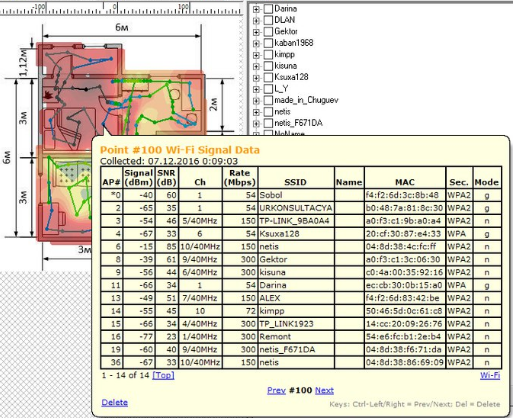 -100
0
100
6м
1,12м
3м
6м
3м
2м
3м
Darina
DLAN
Gektor
kaban1968
kimpp
kisuna
Ksuxa128
L_Y
made_in_Chuguev
netis
netis_F671DA
NoName
Point #100 Wi-Fi Signal Data
Collected: 07.12.2016 0:09:03
AP# Signal (dBm) SNR (dB) Ch Rate (Mbps) SSID Name MAC Sec. Mode
*0 -40 60 1 54 Sobol f4:f2:6d:3c:8b:48 WPA2 g
2 -65 35 1 54 URKONSULTACYA b0:48:7a:81:8c:30 WPA2 g
3 -54 46 5/40MHz 150 TP-LINK_9BA0A4 a0:f3:c1:9b:a0:a4 WPA2 n
4 -67 33 6 54 Ksuxa128 20:cf:30:87:e4:33 WPA g
6 -15 85 10/40MHz 150 netis 04:8d:38:4c:fc:ff WPA2 n
8 -39 61 9/40MHz 300 Gektor a0:f3:c1:3c:06:30 WPA2 n
9 -56 44 6/40MHz 300 kisuna c0:4a:00:35:92:16 WPA2 n
11 -66 34 1 54 Darina ec:cb:30:0b:15:a0 WPA g
13 -49 51 7/40MHz 150 ALEX f4:f2:6d:83:42:be WPA2 n
14 -55 45 10 72 kimpp 50:46:5d:0c:61:c8 WPA2 n
15 -66 34 4/40MHz 300 TP_LINK1923 14:cc:20:09:26:76 WPA2 n
16 -77 23 1/40MHz 300 Remont 54:e6:fc:b1:2e:b4 WPA2 n
19 -60 40 9/40MHz 300 netis_F671DA 04:8d:38:f6:71:da WPA2 n
36 -67 33 10/40MHz 150 netis 04:8d:38:86:69:09 WPA2 n
1 - 14 of 14 [Top] Wi-Fi
Prev #100 Next
Delete Keys: Ctrl-Left/Right = Prev/Next; Del = Delete